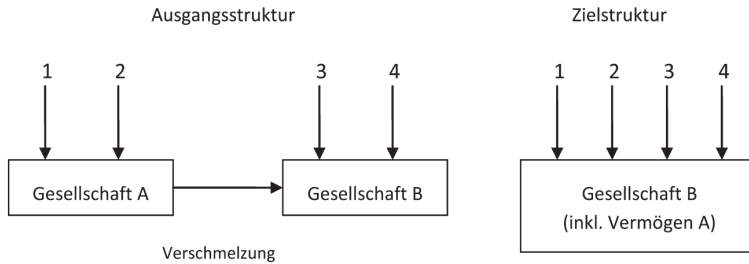 Ausgangsstruktur
Zielstruktur
1 2 3 4
1 2 3 4
Gesellschaft A
Gesellschaft B
Gesellschaft B
(inkl. Vermögen A)
Verschmelzung